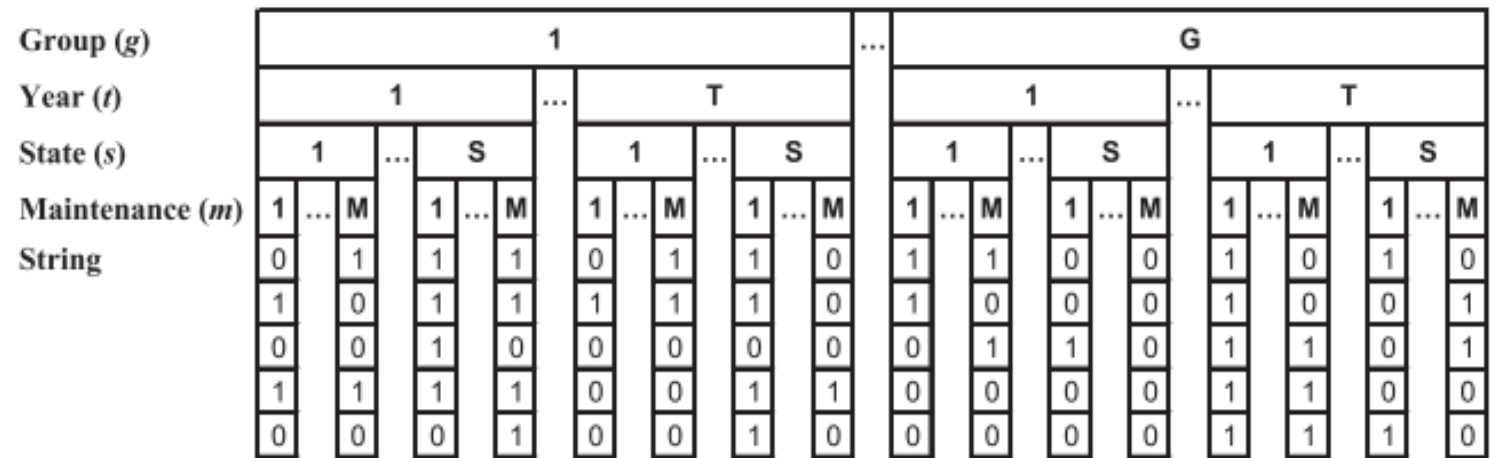 Group (g) 1 ... G
Year (t) 1 ... T 1 ... T
State (s) 1 ... S 1 ... S 1 ... S 1 ... S
Maintenance (m) 1 ... M 1 ... M 1 ... M 1 ... M 1 ... M 1 ... M 1 ... M 1 ... M
String 0 1 1 1 0 1 1 0 1 1 0 0 1 0 1 0
1 0 1 1 1 1 1 0 1 0 0 0 1 0 0 1
0 0 1 0 0 0 0 0 0 1 1 0 1 1 0 1
1 1 1 1 0 0 1 1 0 0 0 0 1 1 0 0
0 0 0 1 0 0 1 0 0 0 0 0 1 1 1 0